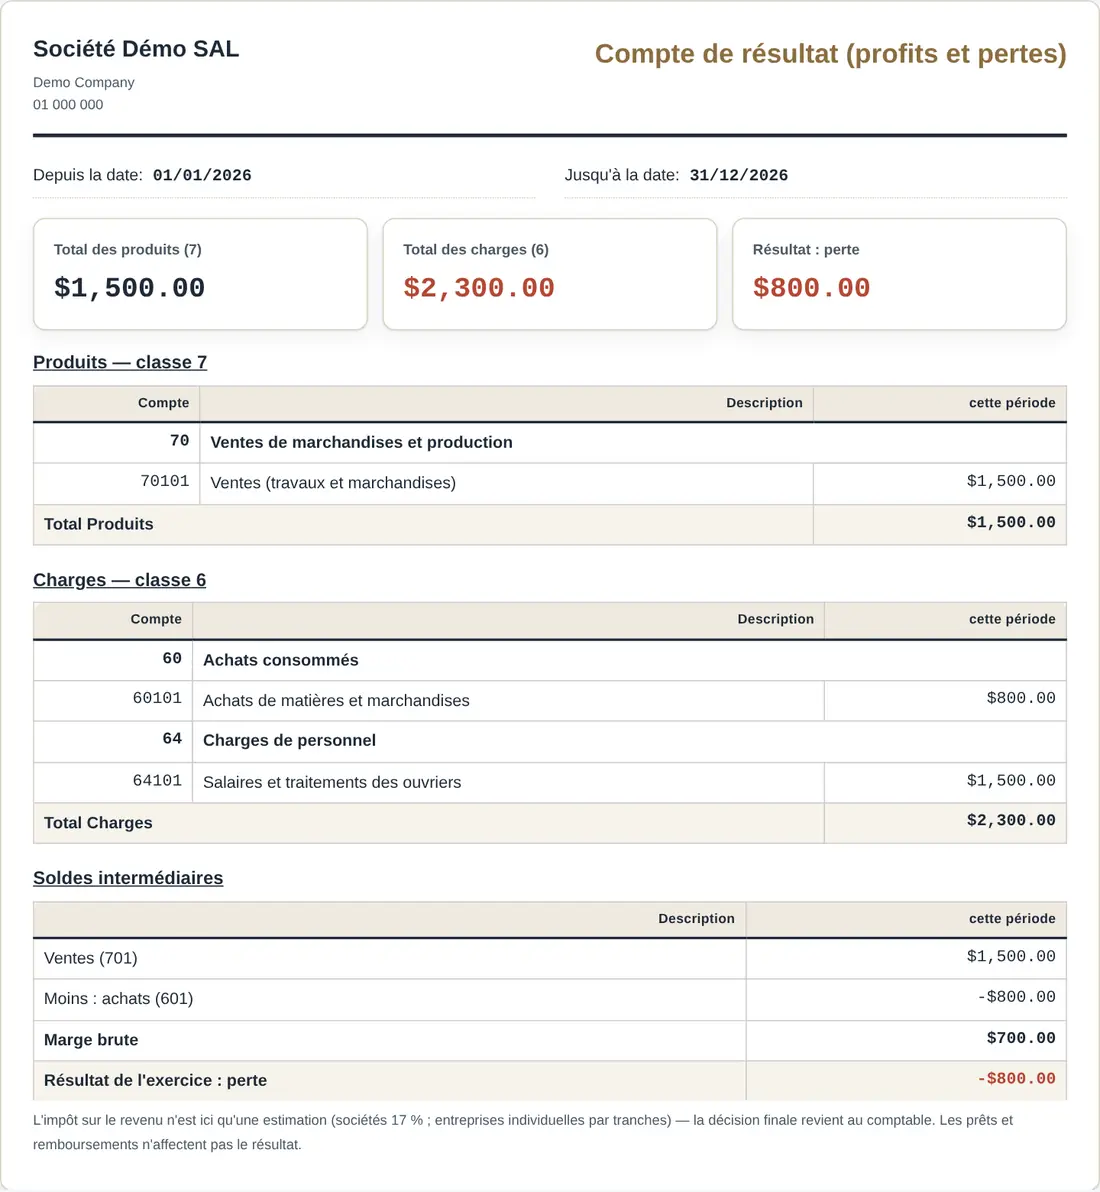 Société Démo SAL
Compte de résultat (profits et pertes)
Demo Company
01 000 000
Depuis la date: 01/01/2026
Jusqu'à la date: 31/12/2026
Total des produits (7)
$1,500.00
Total des charges (6)
$2,300.00
Résultat : perte
$800.00
Produits — classe 7
Compte Description cette période
70 Ventes de marchandises et production
70101 Ventes (travaux et marchandises) $1,500.00
Total Produits $1,500.00
Charges — classe 6
Compte Description cette période
60 Achats consommés
60101 Achats de matières et marchandises $800.00
64 Charges de personnel
64101 Salaires et traitements des ouvriers $1,500.00
Total Charges $2,300.00
Soldes intermédiaires
Description cette période
Ventes (701) $1,500.00
Moins : achats (601) -$800.00
Marge brute $700.00
Résultat de l'exercice : perte -$800.00
L'impôt sur le revenu n'est ici qu'une estimation (sociétés 17 % ; entreprises individuelles par tranches) — la décision finale revient au comptable. Les prêts et
remboursements n'affectent pas le résultat.